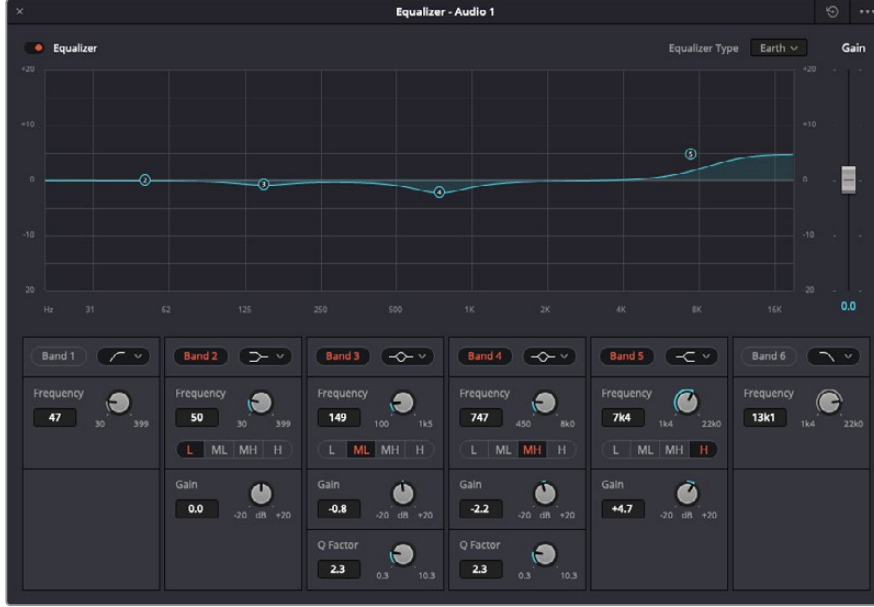 Equalizer - Audio 1
Equalizer
Equalizer Type
Earth
Gain
+20
+20
+10
+10
2
3
4
5
0
0
-10
-10
20
20
Hz 31 62 125 250 500 1K 2K 4K 8K 16K
0.0
Band 1
Band 2
Band 3
Band 4
Band 5
Band 6
Frequency
47
30 399
Frequency
50
30 399
L ML MH H
Frequency
149
100 1k5
L ML MH H
Frequency
747
450 8k0
L ML MH H
Frequency
7k4
1k4 22k0
L ML MH H
Frequency
13k1
1k4 22k0
Gain
0.0
-20 dB +20
Gain
-0.8
-20 dB +20
Gain
-2.2
-20 dB +20
Gain
+4.7
-20 dB +20
Q Factor
2.3
0.3 10.3
Q Factor
2.3
0.3 10.3